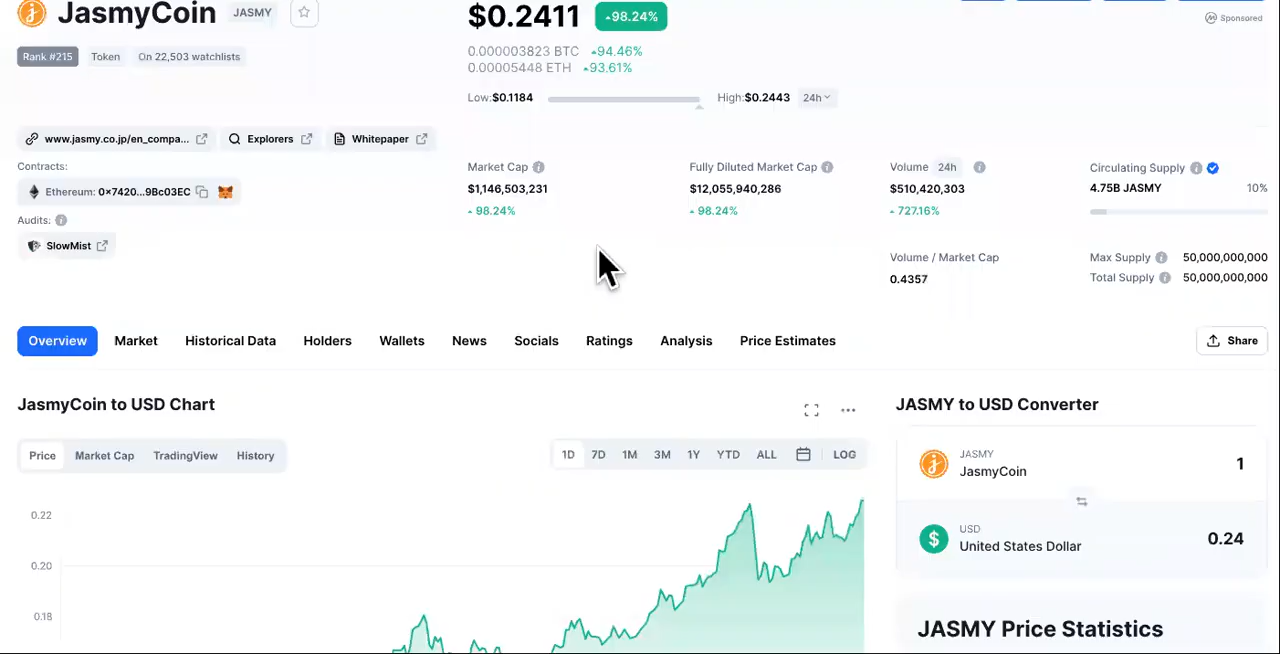 JasmyCoin JASMY
$0.2411 98.24%
Sponsored
Rank #215 Token On 22,503 watchlists
0.000003823 BTC 94.46%
0.00005448 ETH 93.61%
Low:$0.1184 High:$0.2443 24h
www.jasmy.co.jp/en_compa... Explorers Whitepaper
Contracts:
Ethereum: 0x7420...9Bc03EC
Audits:
SlowMist
Market Cap
$1,146,503,231
98.24%
Fully Diluted Market Cap
$12,055,940,286
98.24%
Volume 24h
$510,420,303
727.16%
Volume / Market Cap
0.4357
Circulating Supply
4.75B JASMY 10%
Max Supply 50,000,000,000
Total Supply 50,000,000,000
Overview Market Historical Data Holders Wallets News Socials Ratings Analysis Price Estimates Share
JasmyCoin to USD Chart
Price Market Cap TradingView History 1D 7D 1M 3M 1Y YTD ALL LOG
0.22
0.20
0.18
JASMY to USD Converter
JASMY
JasmyCoin 1
USD
United States Dollar 0.24
JASMY Price Statistics